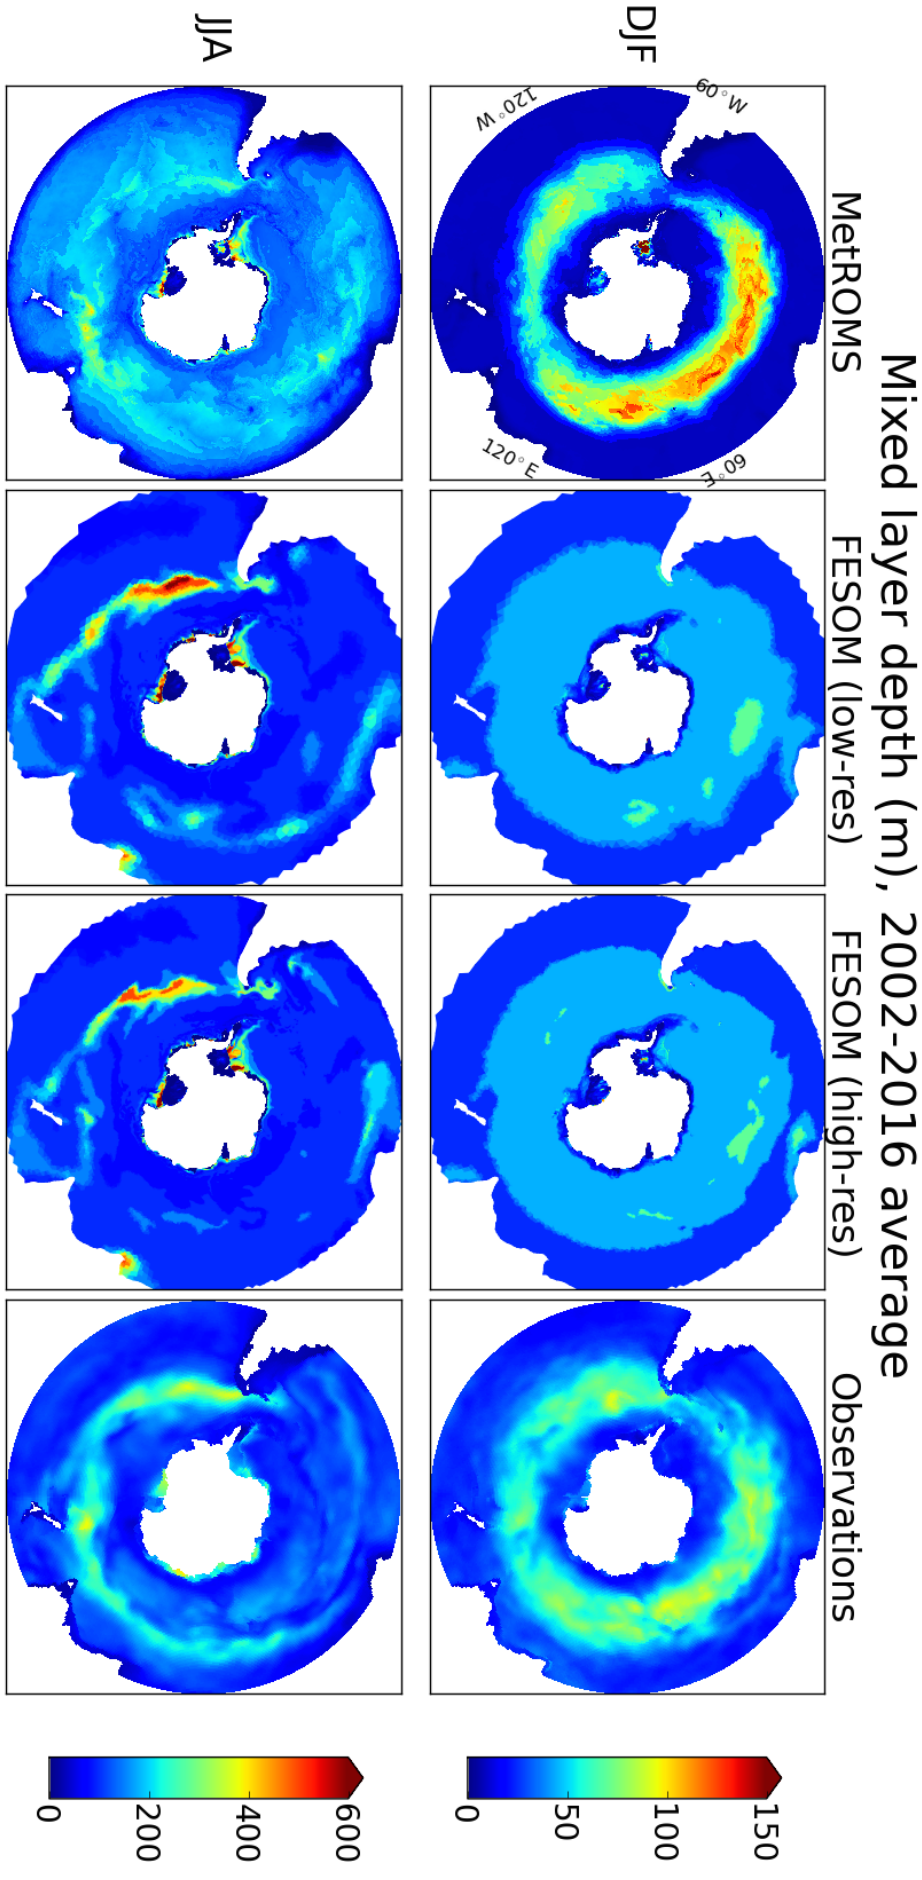 Mixed layer depth (m), 2002-2016 average
MetROMS
FESOM (low-res)
FESOM (high-res)
Observations
DJF
60°W
120°W
60°E
120°E
0
50
100
150
JJA
0
200
400
600